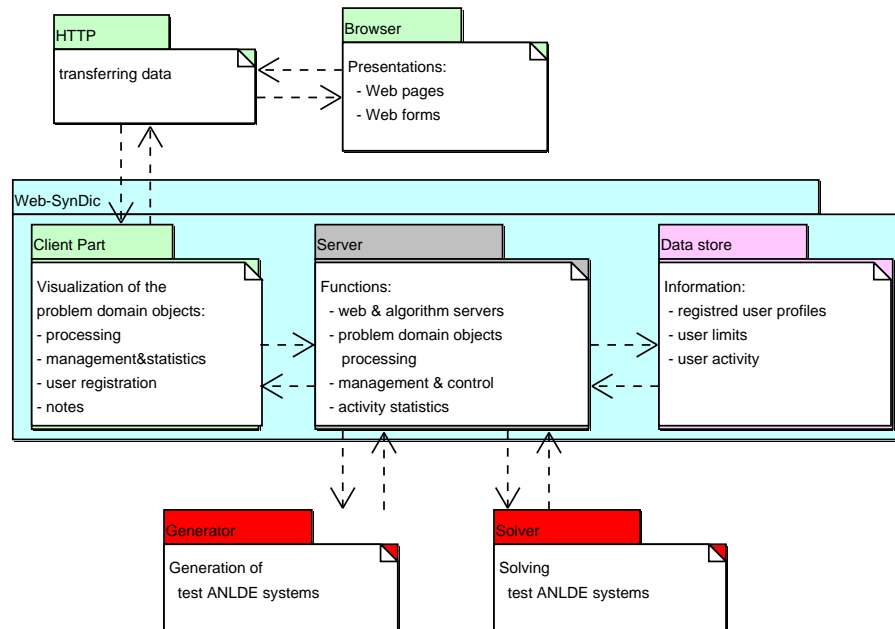 HTTP
transferring data
Browser
Presentations:
- Web pages
- Web forms
Web-SynDic
Client Part
Visualization of the
problem domain objects:
- processing
- management&statistics
- user registration
- notes
Server
Functions:
- web & algorithm servers
- problem domain objects
processing
- management & control
- activity statistics
Data store
Information:
- registred user profiles
- user limits
- user activity
Generator
Generation of
test ANLDE systems
Solver
Solving
test ANLDE systems